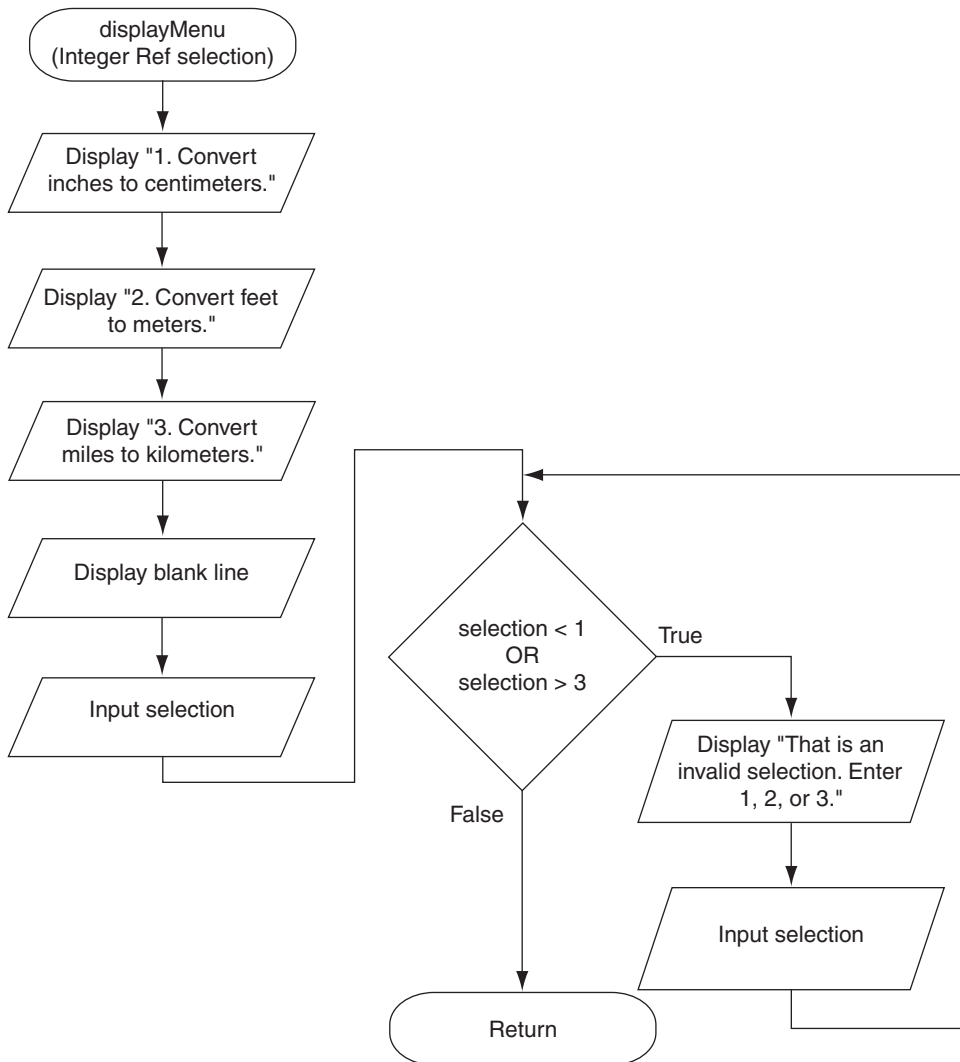 displayMenu
(Integer Ref selection)
Display "1. Convert
inches to centimeters."
Display "2. Convert feet
to meters."
Display "3. Convert
miles to kilometers."
Display blank line
Input selection
selection < 1
OR
selection > 3
True
False
Display "That is an
invalid selection. Enter
1, 2, or 3."
Input selection
Return